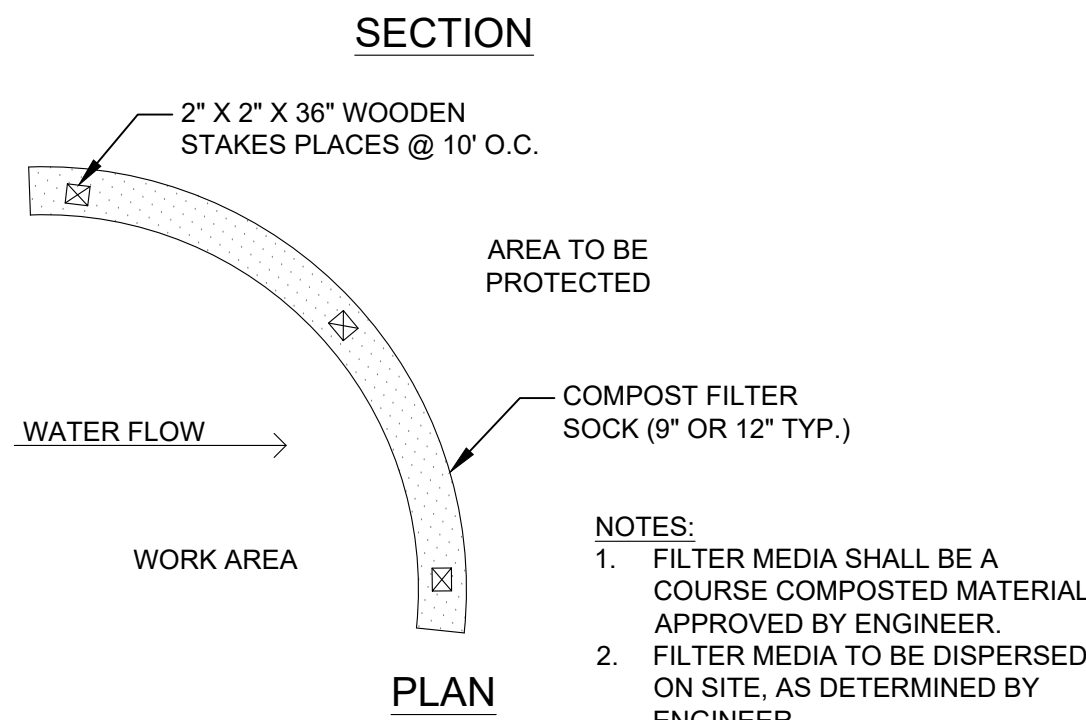 SECTION
2" X 2" X 36" WOODEN
STAKES PLACES @ 10' O.C.
AREA TO BE
PROTECTED
COMPOST FILTER
SOCK (9" OR 12" TYP.)
WATER FLOW
WORK AREA
NOTES:
1. FILTER MEDIA SHALL BE A
COURSE COMPOSTED MATERIAL
APPROVED BY ENGINEER.
2. FILTER MEDIA TO BE DISPERSED
ON SITE, AS DETERMINED BY
ENGINEER
PLAN